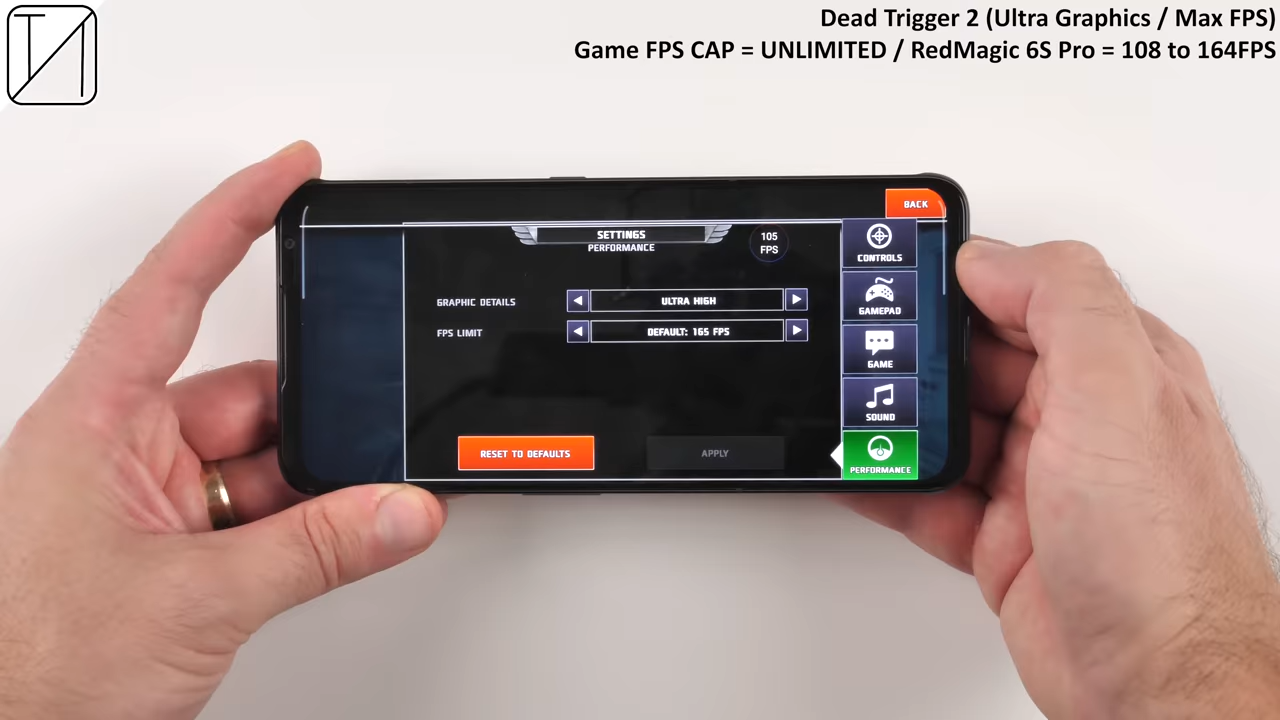 Dead Trigger 2 (Ultra Graphics / Max FPS)
Game FPS CAP = UNLIMITED / RedMagic 6S Pro = 108 to 164FPS
BACK
SETTINGS
PERFORMANCE
105
FPS
CONTROLS
GRAPHIC DETAILS
ULTRA HIGH
GAMEPAD
FPS LIMIT
DEFAULT: 165 FPS
GAME
SOUND
RESET TO DEFAULTS
APPLY
PERFORMANCE